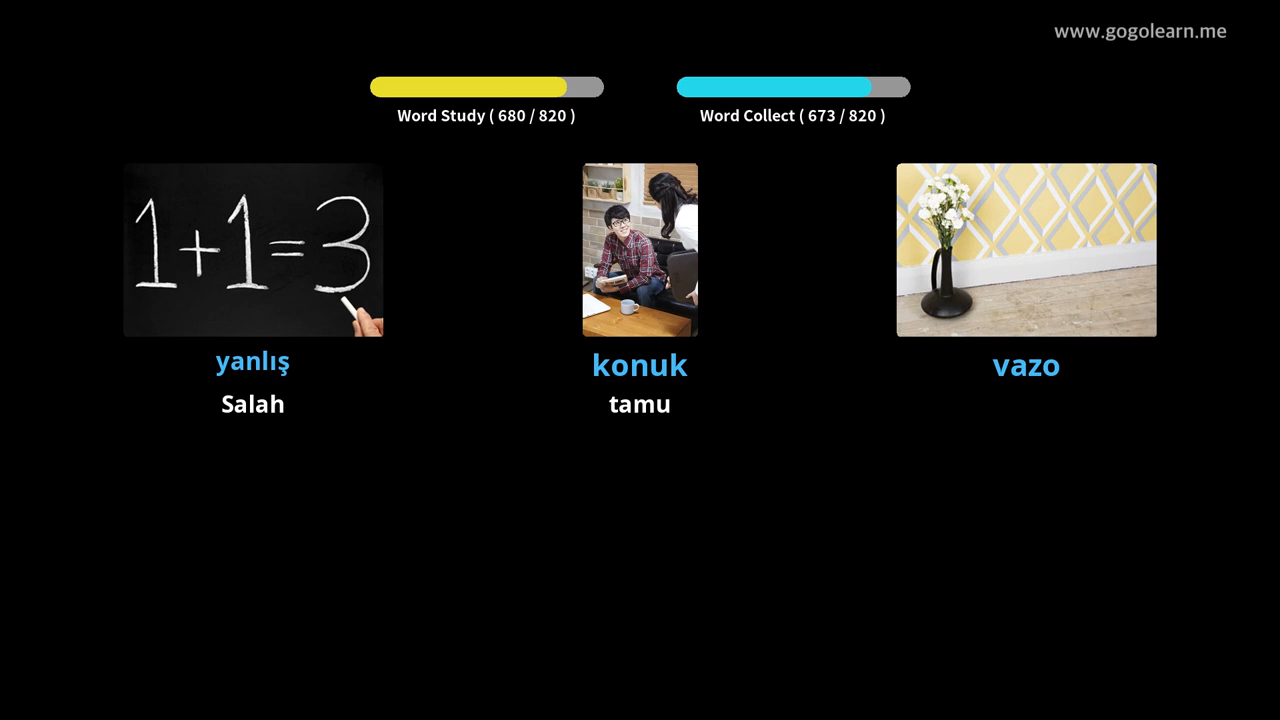 www.gogolearn.me
Word Study ( 680 / 820 )
Word Collect ( 673 / 820 )
1+1=3
yanlış
konuk
vazo
Salah
tamu